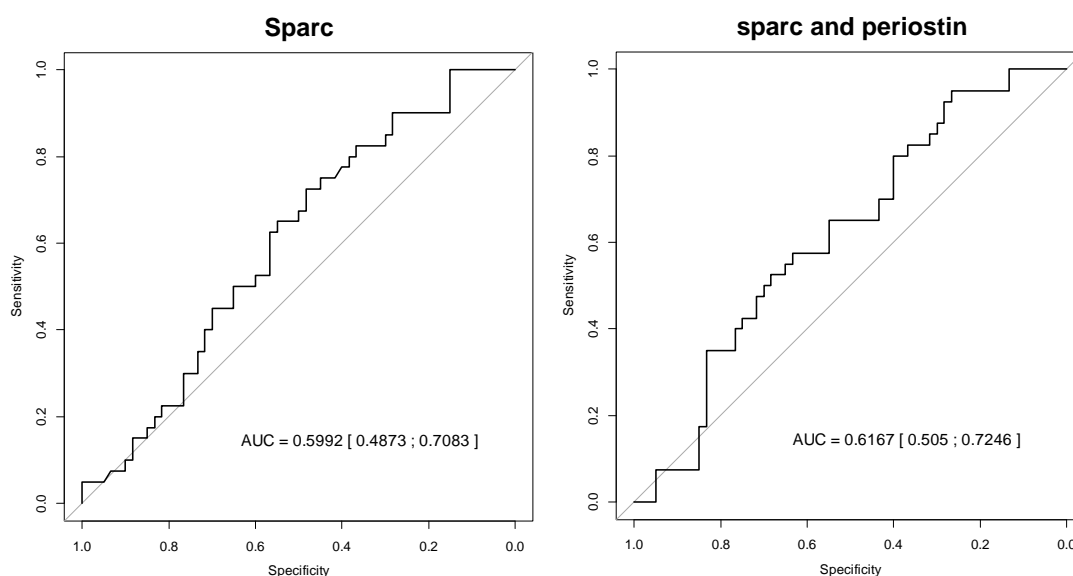 Sparc
1.0
0.8
0.6
0.4
0.2
0.0
Sensitivity
AUC = 0.5992 [ 0.4873 ; 0.7083 ]
1.0 0.8 0.6 0.4 0.2 0.0
Specificity
sparc and periostin
1.0
0.8
0.6
0.4
0.2
0.0
Sensitivity
AUC = 0.6167 [ 0.505 ; 0.7246 ]
1.0 0.8 0.6 0.4 0.2 0.0
Specificity